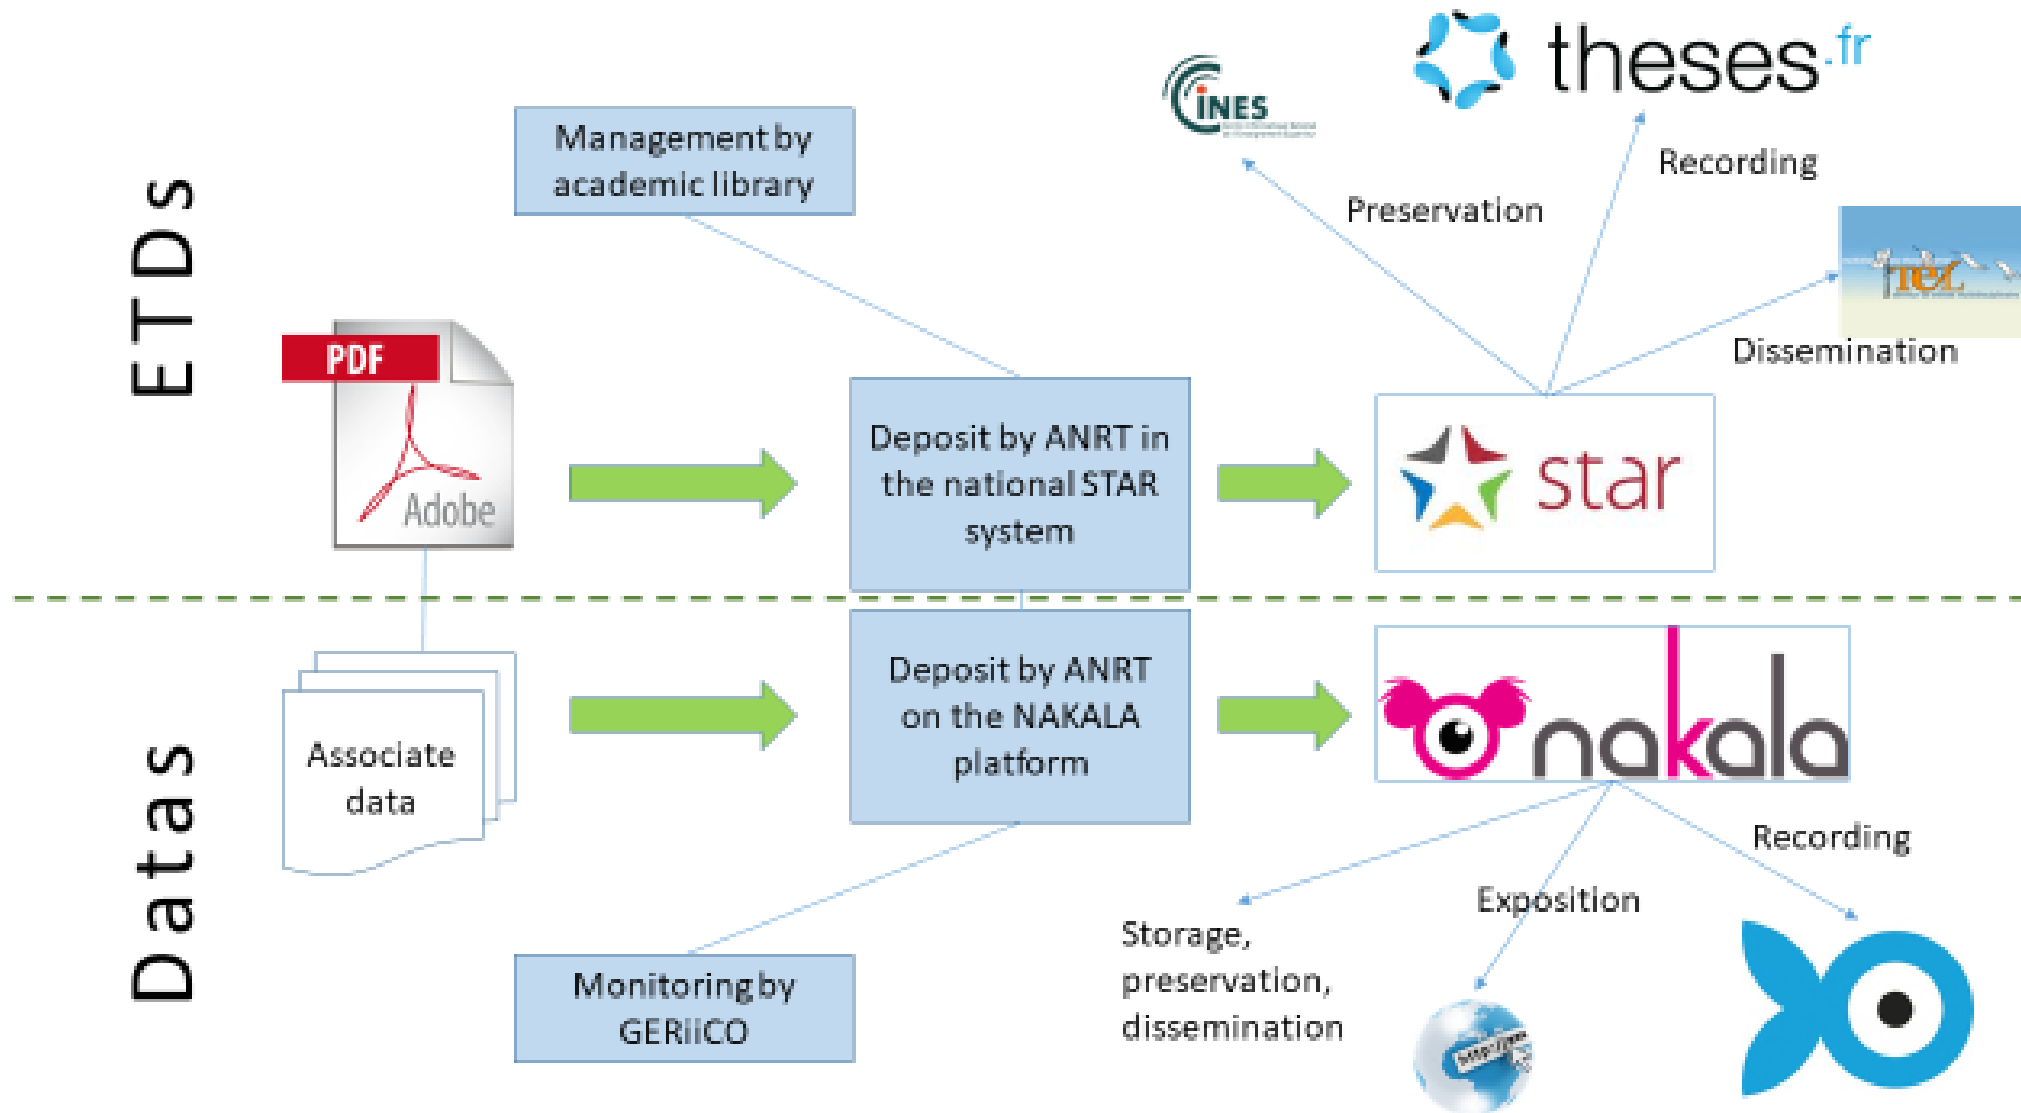 ETDs
Management by
academic library
PDF
Adobe
Deposit by ANRT in
the national STAR
system
star
CINES
Preservation
theses.fr
Recording
TEL
Dissemination
Datas
Associate
data
Deposit by ANRT
on the NAKALA
platform
nakala
Monitoring by
GERiiCO
Storage,
preservation,
dissemination
Exposition
Recording